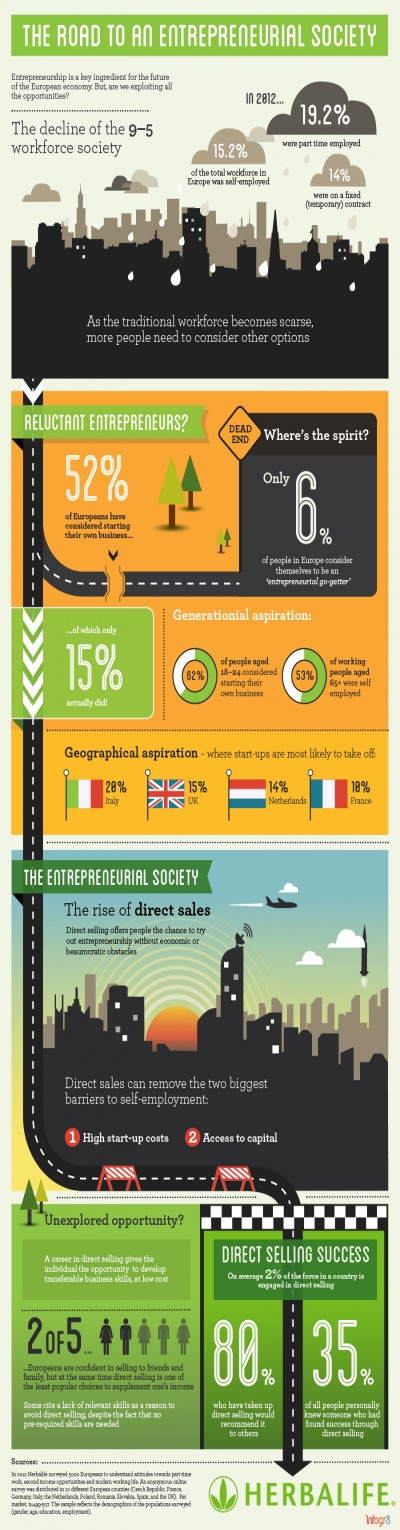 THE ROAD TO AN ENTREPRENEURIAL SOCIETY
Entrepreneurship is a key ingredient for the future
of the European economy. But, are we exploiting all
the opportunities?
The decline of the 9–5
workforce society
IN 2012...
19.2%
were part time employed
15.2%
of the total workforce in
Europe was self-employed
14%
were on a fixed
(temporary) contract
As the traditional workforce becomes scarse,
more people need to consider other options
RELUCTANT ENTREPRENEURS?
52%
of Europeans have
considered starting
their own business...
DEAD
END
Where's the spirit?
Only
6%
of people in Europe consider
themselves to be an
'entrepreneurial go-getter'
...of which only
15%
actually did!
Generationial aspiration:
62%
of people aged
18–24 considered
starting their
own business
53%
of working
people aged
65+ were self
employed
Geographical aspiration – where start-ups are most likely to take off:
20%
Italy
15%
UK
14%
Netherlands
10%
France
THE ENTREPRENEURIAL SOCIETY
The rise of direct sales
Direct selling offers people the chance to try
out entrepreneurship without economic or
beaurocratic obstacles
Direct sales can remove the two biggest
barriers to self-employment:
1 High start-up costs
2 Access to capital
Unexplored opportunity?
A career in direct selling gives the
individual the opportunity to develop
transferable business skills, at low cost
2 OF 5...
...Europeans are confident in selling to friends and
family, but at the same time direct selling is one of
the least popular choices to supplement one's income
Some cite a lack of relevant skills as a reason to
avoid direct selling, despite the fact that no
pre-required skills are needed
DIRECT SELLING SUCCESS
On average 2% of the force in a country is
engaged in direct selling
80%
who have taken up
direct selling would
recommend it
to others
35%
of all people personally
knew someone who had
found success through
direct selling
Sources:
In 2012 Herbalife surveyed 5000 Europeans to understand attitudes towards part-time
work, second income opportunities and modern working life. An anonymous online
survey was distributed in 10 different European countries (Czech Republic, France,
Germany, Italy, the Netherlands, Poland, Romania Slovakia, Spain, and the UK). Per
market, The sample reflects the demographics of the populations surveyed
(gender, age, education, employment).
HERBALIFE.
infogr8